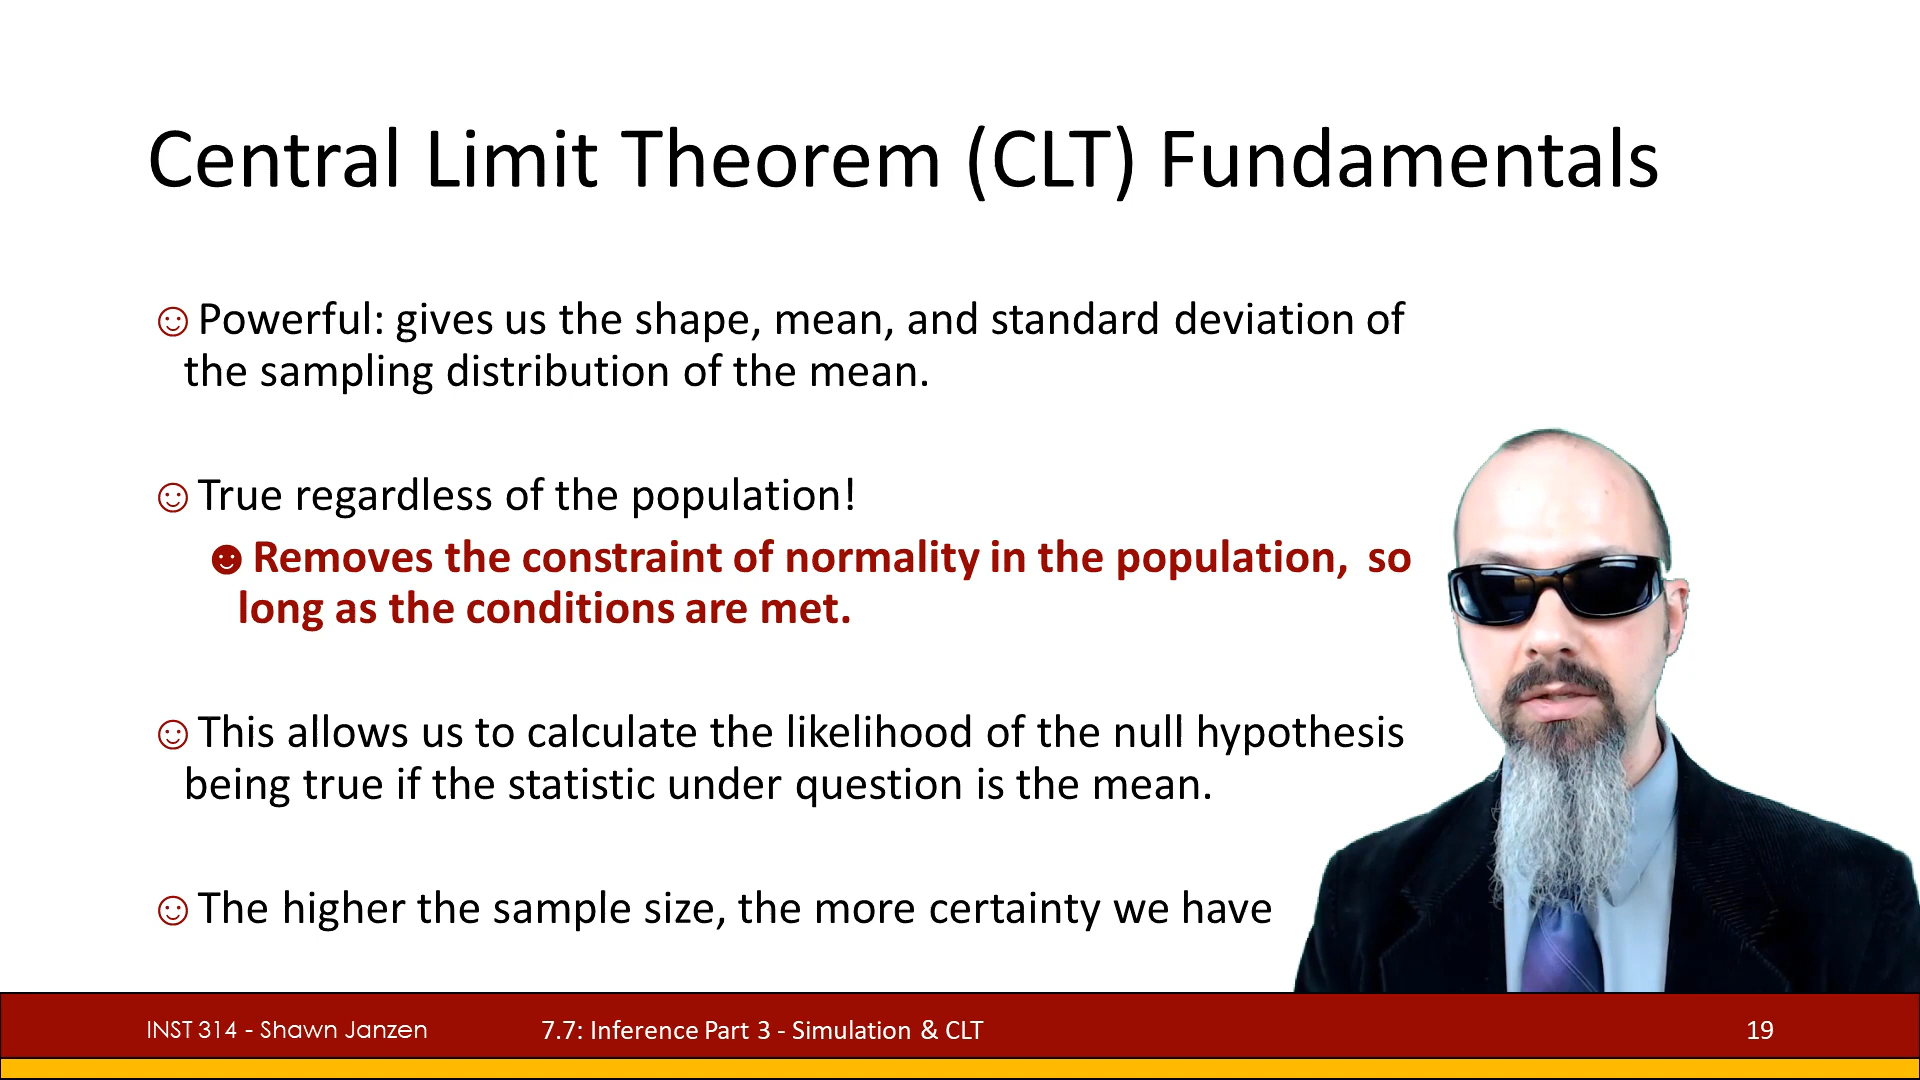 Central Limit Theorem (CLT) Fundamentals
☺Powerful: gives us the shape, mean, and standard deviation of
the sampling distribution of the mean.
☺True regardless of the population!
☻Removes the constraint of normality in the population,  so
long as the conditions are met.
☺This allows us to calculate the likelihood of the null hypothesis
being true if the statistic under question is the mean.
☺The higher the sample size, the more certainty we have
INST 314 - Shawn Janzen
7.7: Inference Part 3 - Simulation & CLT
19